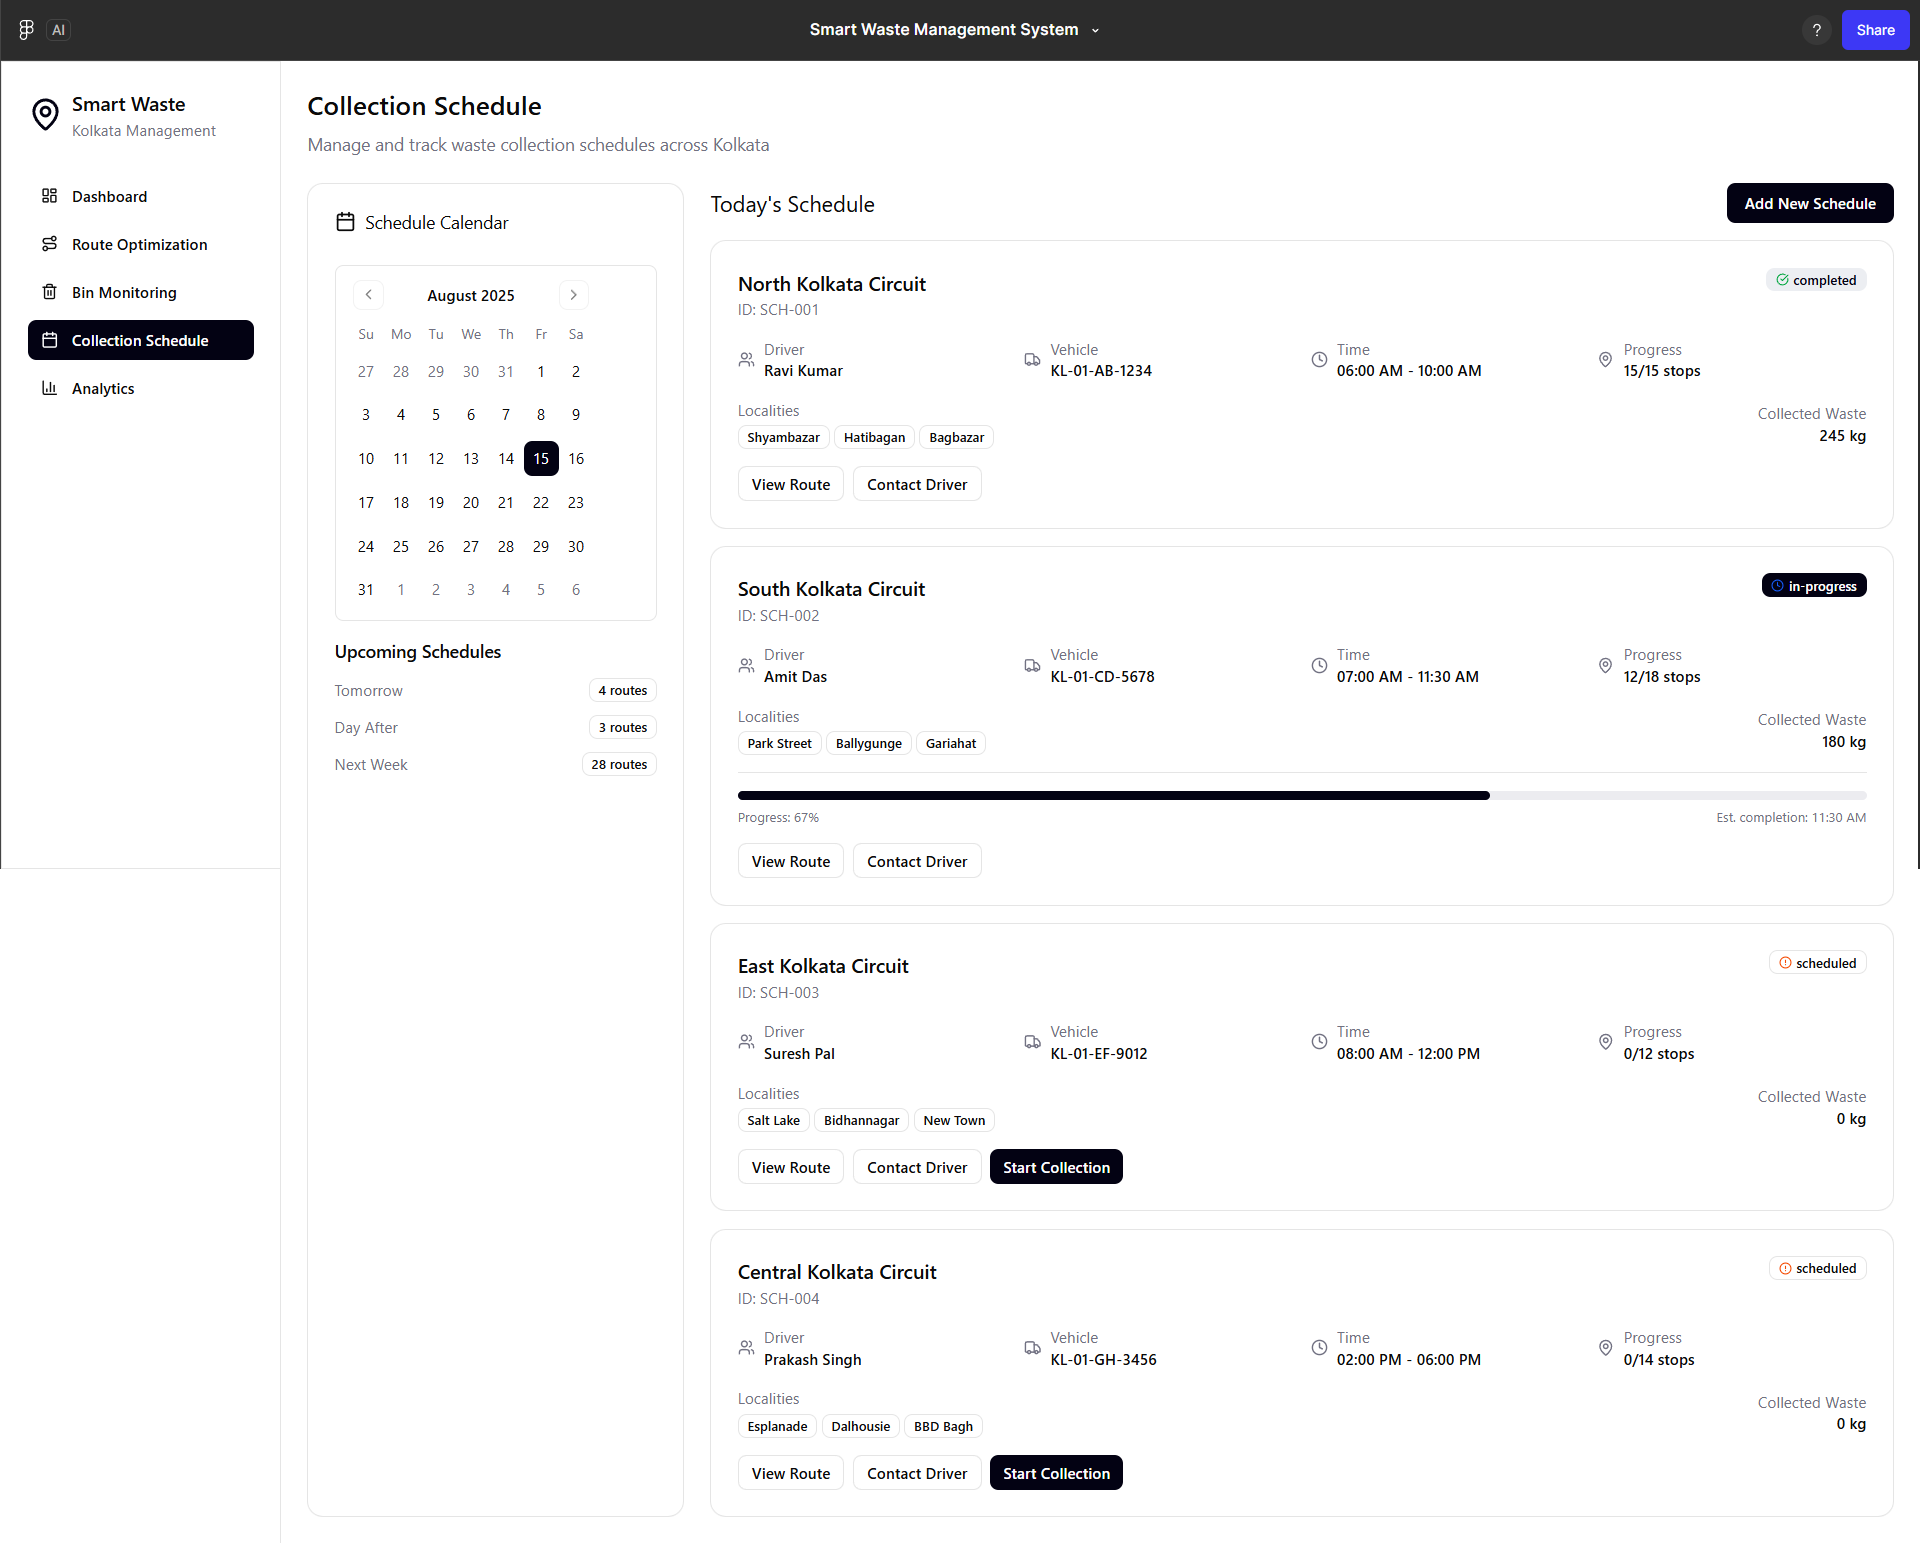 AI
Smart Waste Management System
?
Share
Smart Waste
Kolkata Management
Dashboard
Route Optimization
Bin Monitoring
Collection Schedule
Analytics
Collection Schedule
Manage and track waste collection schedules across Kolkata
Schedule Calendar
August 2025
Su Mo Tu We Th Fr Sa
27 28 29 30 31 1 2
3 4 5 6 7 8 9
10 11 12 13 14 15 16
17 18 19 20 21 22 23
24 25 26 27 28 29 30
31 1 2 3 4 5 6
Upcoming Schedules
Tomorrow 4 routes
Day After 3 routes
Next Week 28 routes
Today's Schedule
Add New Schedule
North Kolkata Circuit
completed
ID: SCH-001
Driver Vehicle Time Progress
Ravi Kumar KL-01-AB-1234 06:00 AM - 10:00 AM 15/15 stops
Localities Collected Waste
Shyambazar Hatibagan Bagbazar 245 kg
View Route Contact Driver
South Kolkata Circuit
in-progress
ID: SCH-002
Driver Vehicle Time Progress
Amit Das KL-01-CD-5678 07:00 AM - 11:30 AM 12/18 stops
Localities Collected Waste
Park Street Ballygunge Gariahat 180 kg
Progress: 67% Est. completion: 11:30 AM
View Route Contact Driver
East Kolkata Circuit
scheduled
ID: SCH-003
Driver Vehicle Time Progress
Suresh Pal KL-01-EF-9012 08:00 AM - 12:00 PM 0/12 stops
Localities Collected Waste
Salt Lake Bidhannagar New Town 0 kg
View Route Contact Driver Start Collection
Central Kolkata Circuit
scheduled
ID: SCH-004
Driver Vehicle Time Progress
Prakash Singh KL-01-GH-3456 02:00 PM - 06:00 PM 0/14 stops
Localities Collected Waste
Esplanade Dalhousie BBD Bagh 0 kg
View Route Contact Driver Start Collection